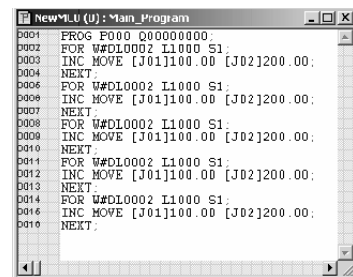 NewMLU (U) : Main_Program
0001 PROG P000 Q00000000;
0002 FOR W#DL0002 L1000 S1;
0003 INC MOVE [J01]100.00 [J02]200.00;
0004 NEXT;
0005 FOR W#DL0002 L1000 S1;
0006 INC MOVE [J01]100.00 [J02]200.00;
0007 NEXT;
0008 FOR W#DL0002 L1000 S1;
0009 INC MOVE [J01]100.00 [J02]200.00;
0010 NEXT;
0011 FOR W#DL0002 L1000 S1;
0012 INC MOVE [J01]100.00 [J02]200.00;
0013 NEXT;
0014 FOR W#DL0002 L1000 S1;
0015 INC MOVE [J01]100.00 [J02]200.00;
0016 NEXT;